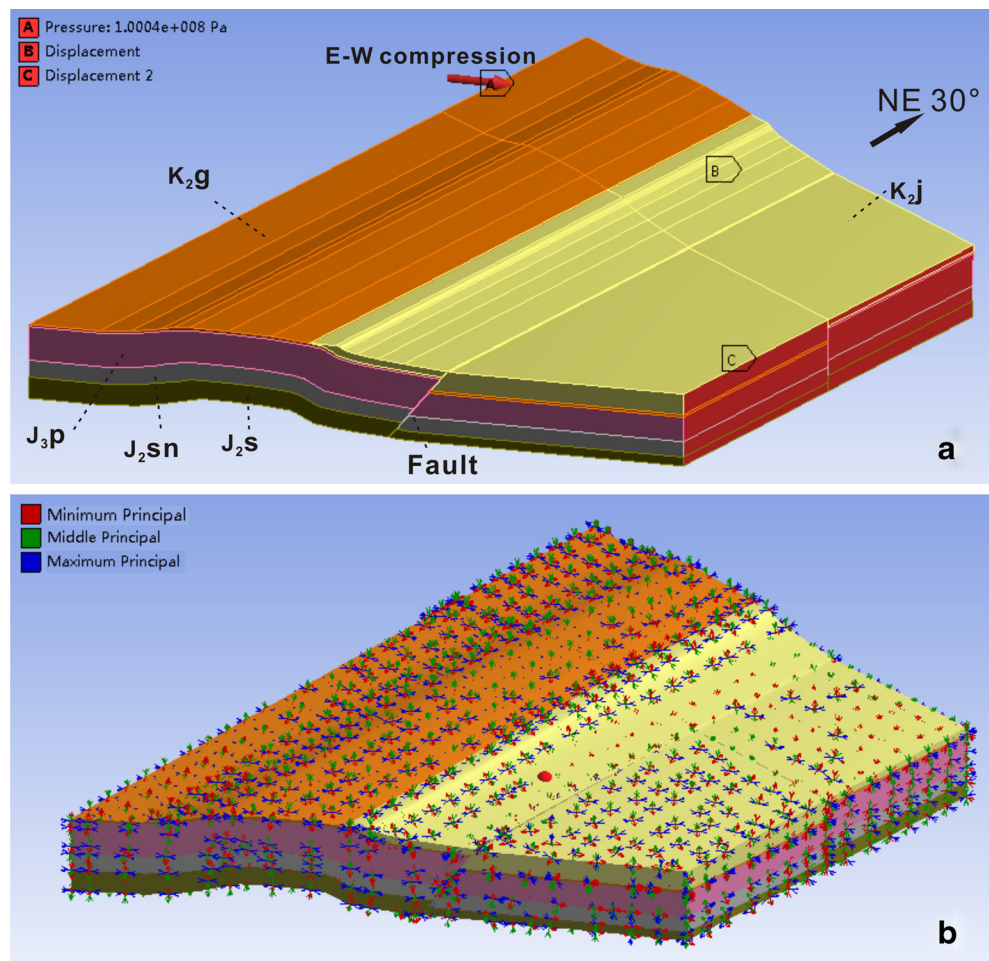 A Pressure: 1.0004e+008 Pa
B Displacement
C Displacement 2
E-W compression
A
NE 30°
B
K₂g
K₂j
C
J₃p
J₂sn
J₂s
Fault
a
Minimum Principal
Middle Principal
Maximum Principal
b